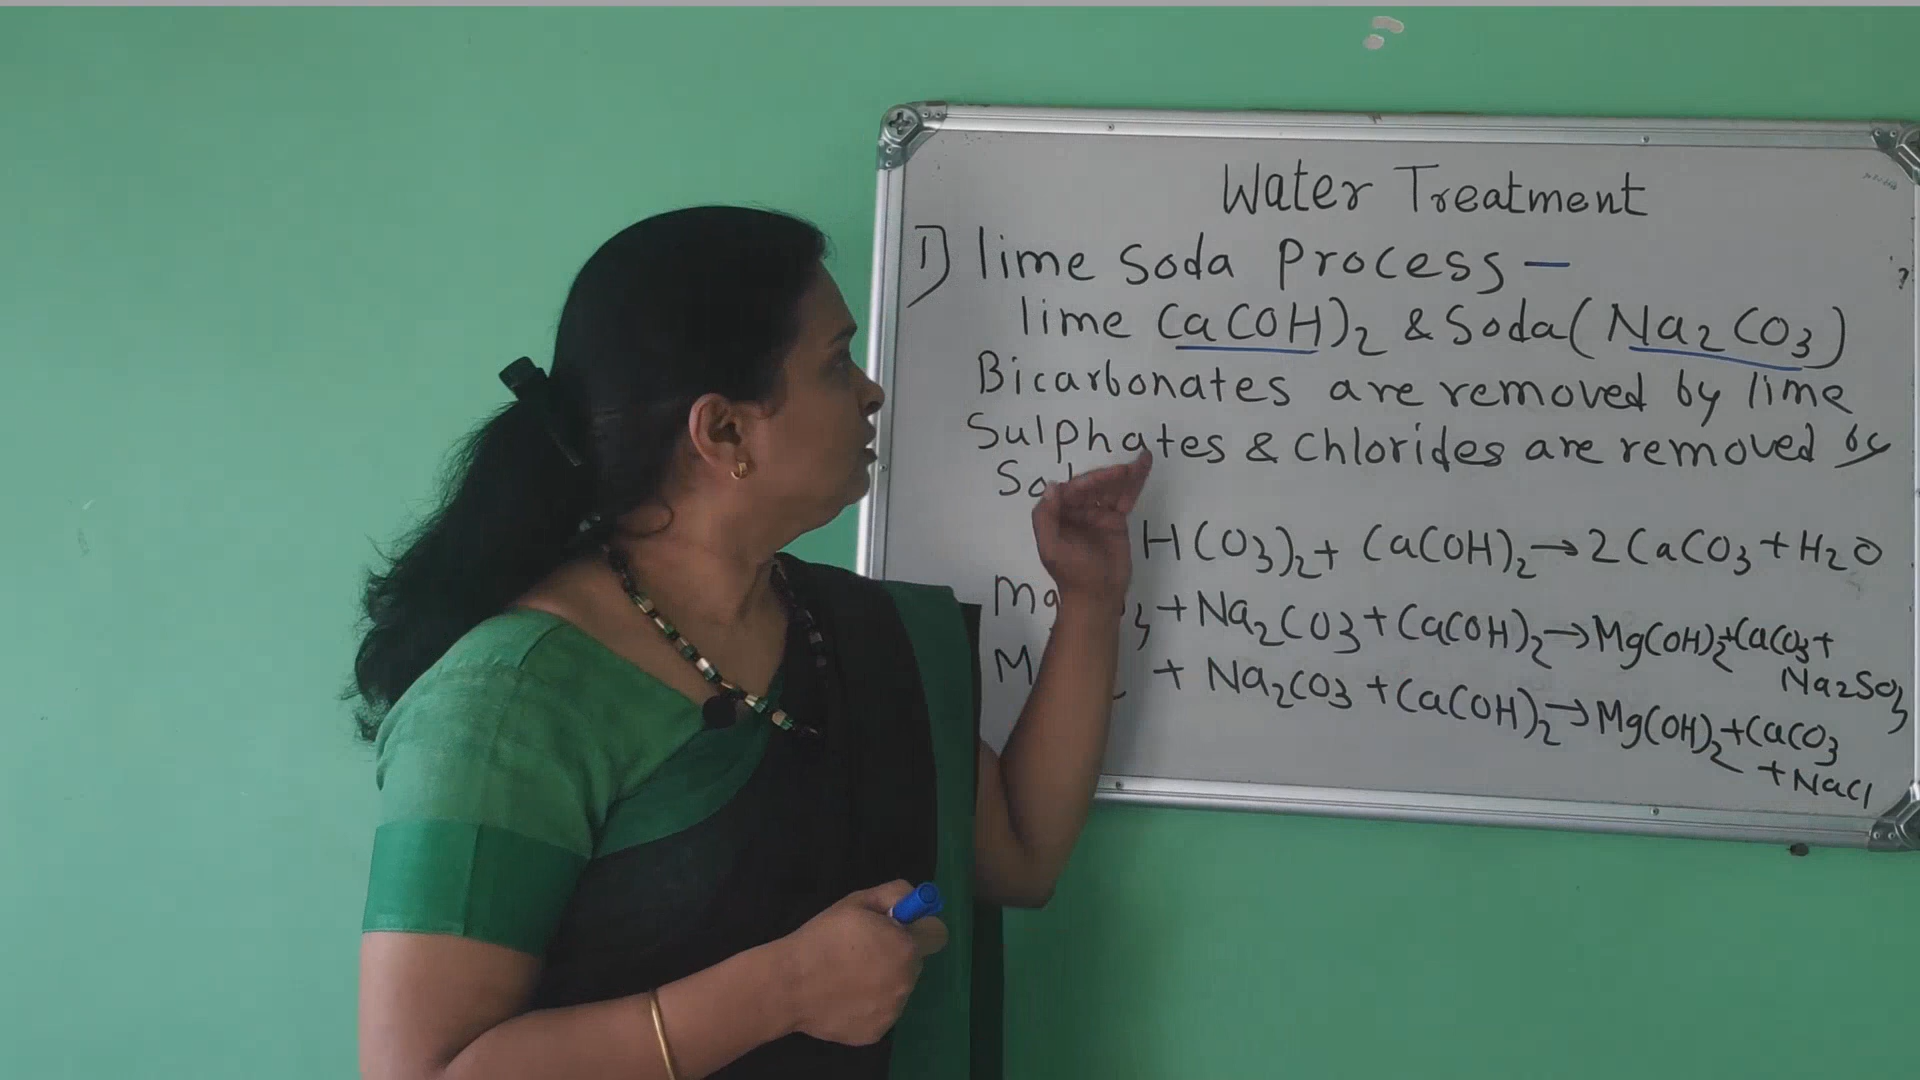 Water Treatment
1) lime soda process -
lime Ca(OH)2 & Soda (Na2CO3)
Bicarbonates are removed by lime
Sulphates & Chlorides are removed by
H(O3)2 + Ca(OH)2 → 2CaCO3 + H2O
+ Na2CO3 + Ca(OH)2 → Mg(OH)2 + CaCO3 +
Na2SO3
+ Na2CO3 + Ca(OH)2 → Mg(OH)2 + CaCO3
+ NaCl